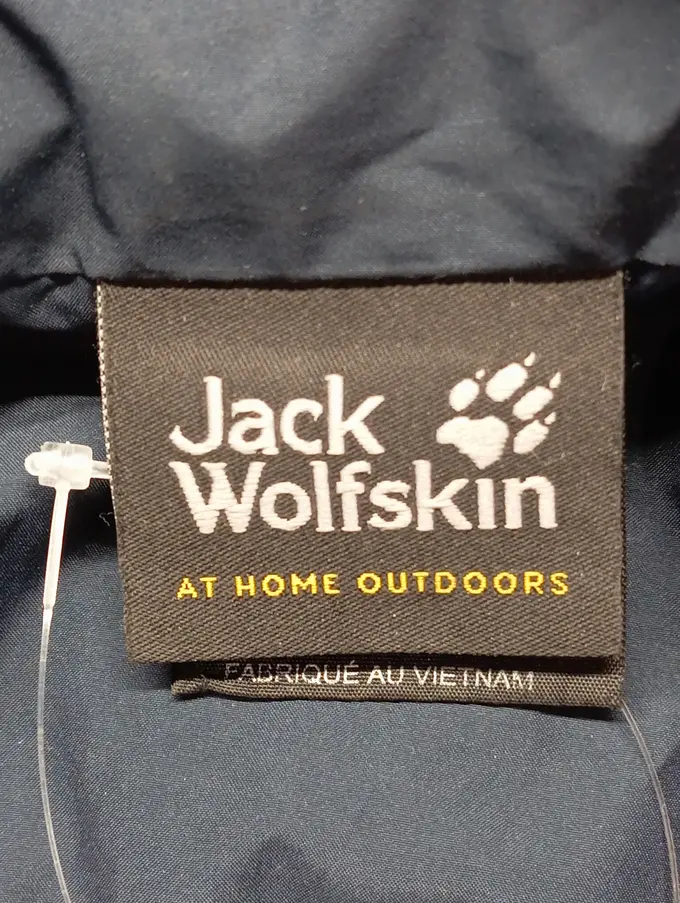 Jack
Wolfskin
AT HOME OUTDOORS
FABRIQUÉ AU VIETNAM